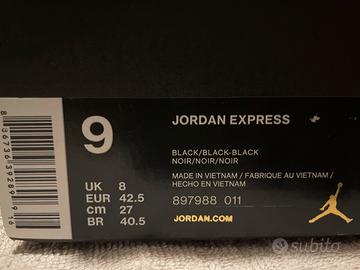 9
JORDAN EXPRESS
BLACK/BLACK-BLACK
NOIR/NOIR/NOIR
MADE IN VIETNAM / FABRIQUE AU VIETNAM /
HECHO EN VIETNAM
897988 011
JORDAN.COM
UK 8
EUR 42.5
cm 27
BR 40.5
subito